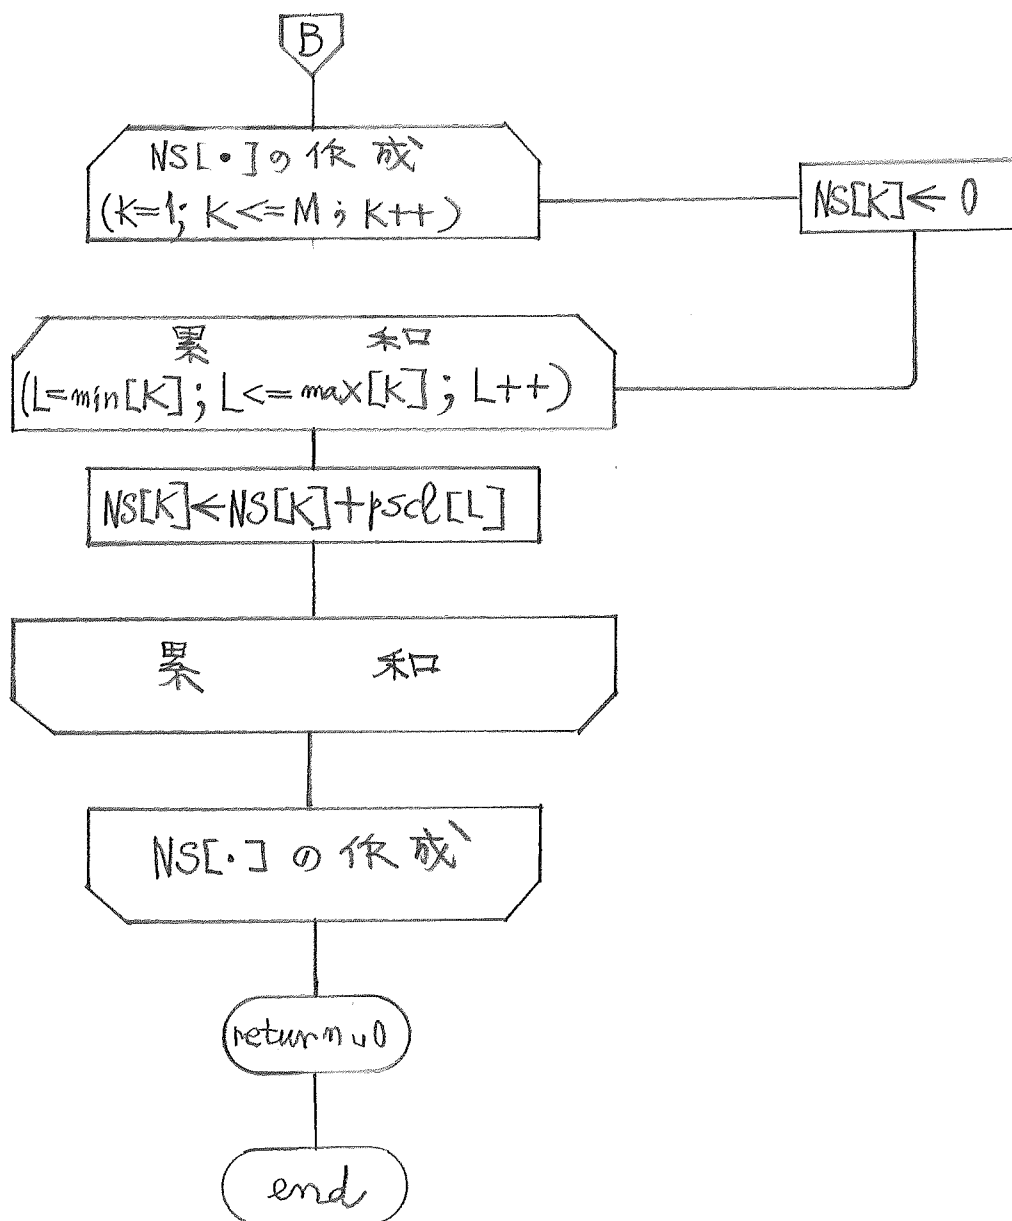 B
NS[・]の作成
(K=1; K<=M; K++)
NS[K]← 0
累 和
(L=min[K]; L<=max[K]; L++)
NS[K]←NS[K]+pscl[L]
累 和
NS[・]の作成
return␣0
end